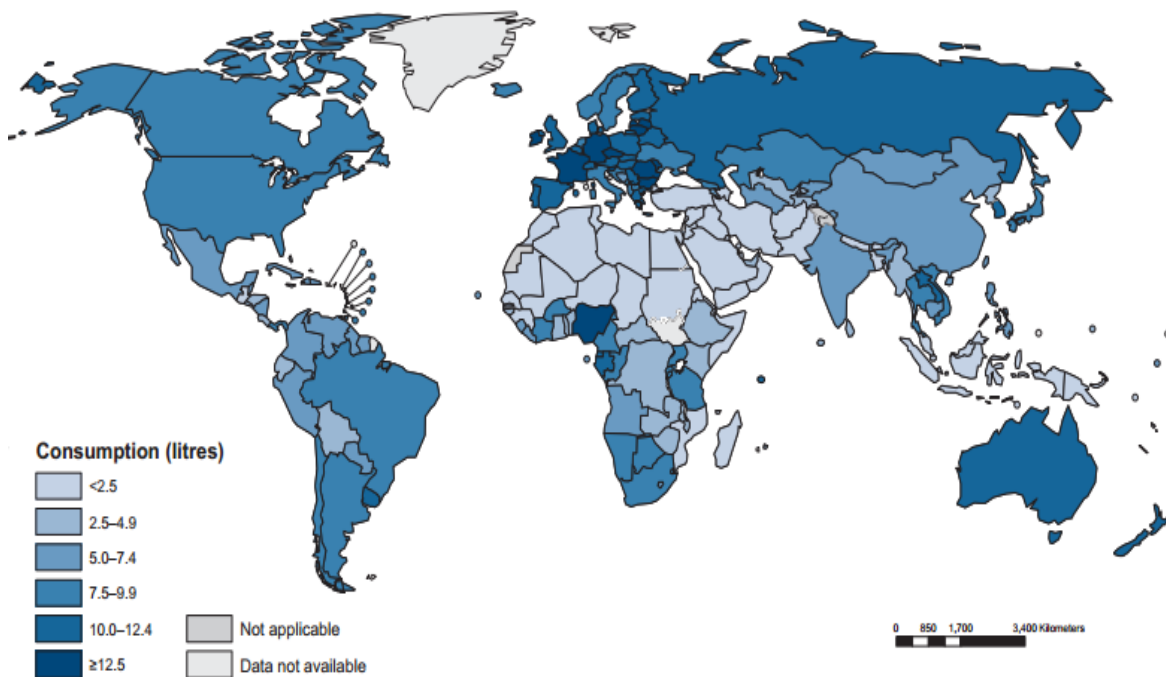 Consumption (litres)
<2.5
2.5–4.9
5.0–7.4
7.5–9.9
10.0–12.4
≥12.5
Not applicable
Data not available
0 850 1,700 3,400 Kilometers